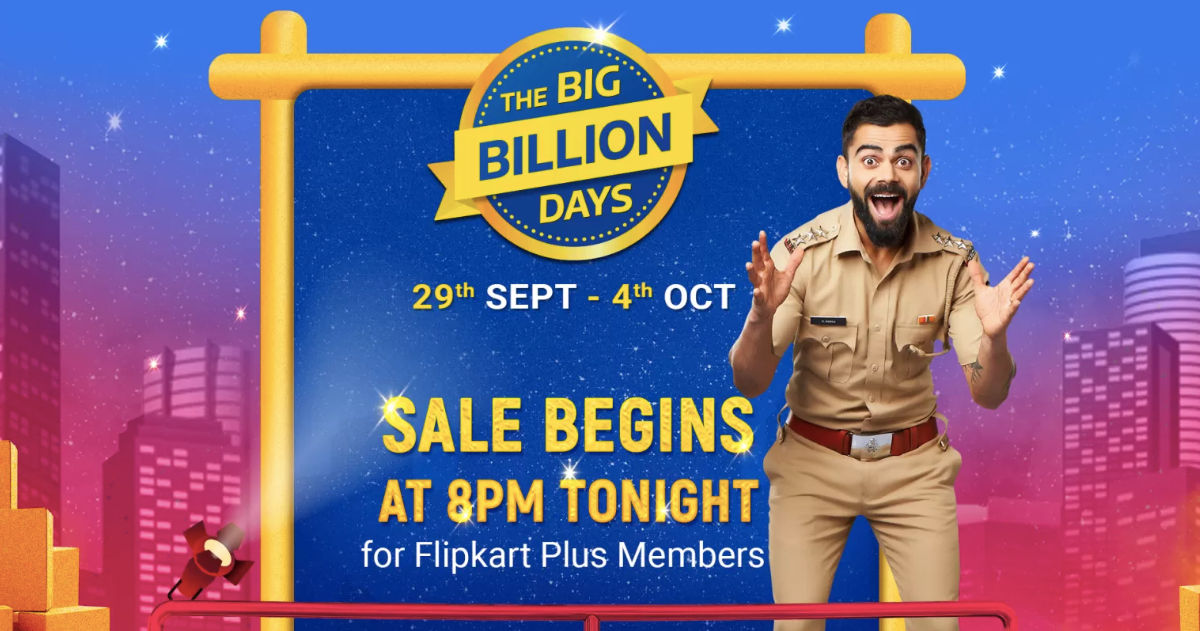 THE BIG
BILLION
DAYS
29th SEPT - 4th OCT
SALE BEGINS
AT 8PM TONIGHT
for Flipkart Plus Members